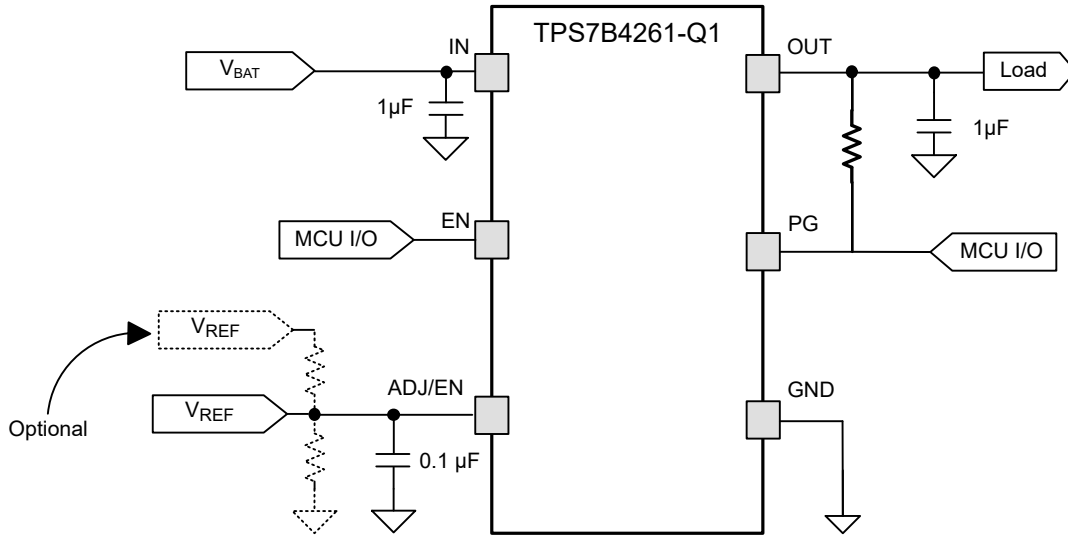 TPS7B4261-Q1
IN
OUT
VBAT
Load
1µF
1µF
EN
PG
MCU I/O
MCU I/O
VREF
ADJ/EN
GND
VREF
Optional
0.1 µF